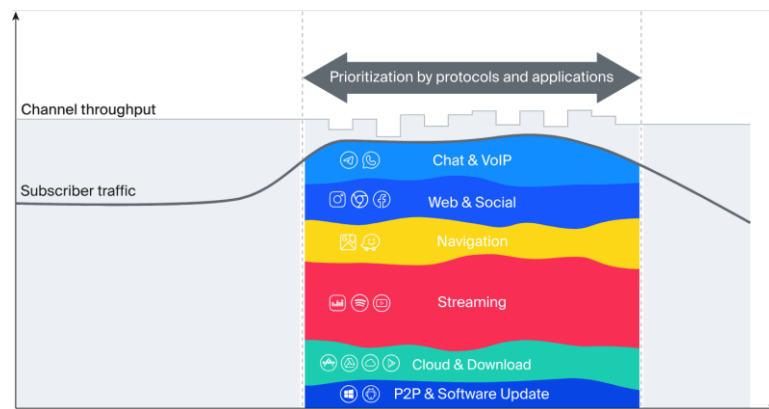 Prioritization by protocols and applications
Channel throughput
Chat & VoIP
Subscriber traffic
Web & Social
Navigation
Streaming
Cloud & Download
P2P & Software Update